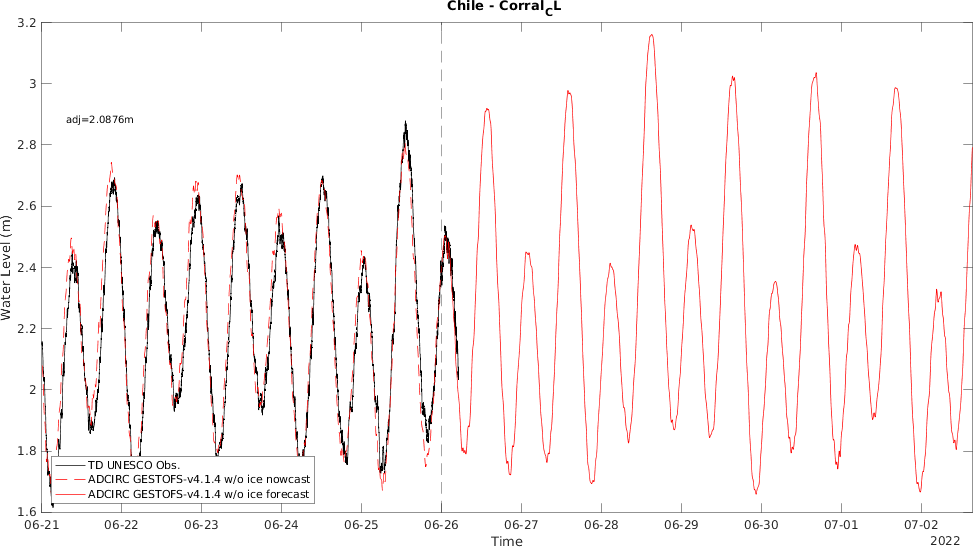 Chile - Corral_CL
3.2
3
2.8
2.6
2.4
2.2
2
1.8
1.6
Water Level (m)
adj=2.0876m
TD UNESCO Obs.
ADCIRC GESTOFS-v4.1.4 w/o ice nowcast
ADCIRC GESTOFS-v4.1.4 w/o ice forecast
06-21 06-22 06-23 06-24 06-25 06-26 06-27 06-28 06-29 06-30 07-01 07-02
Time
2022